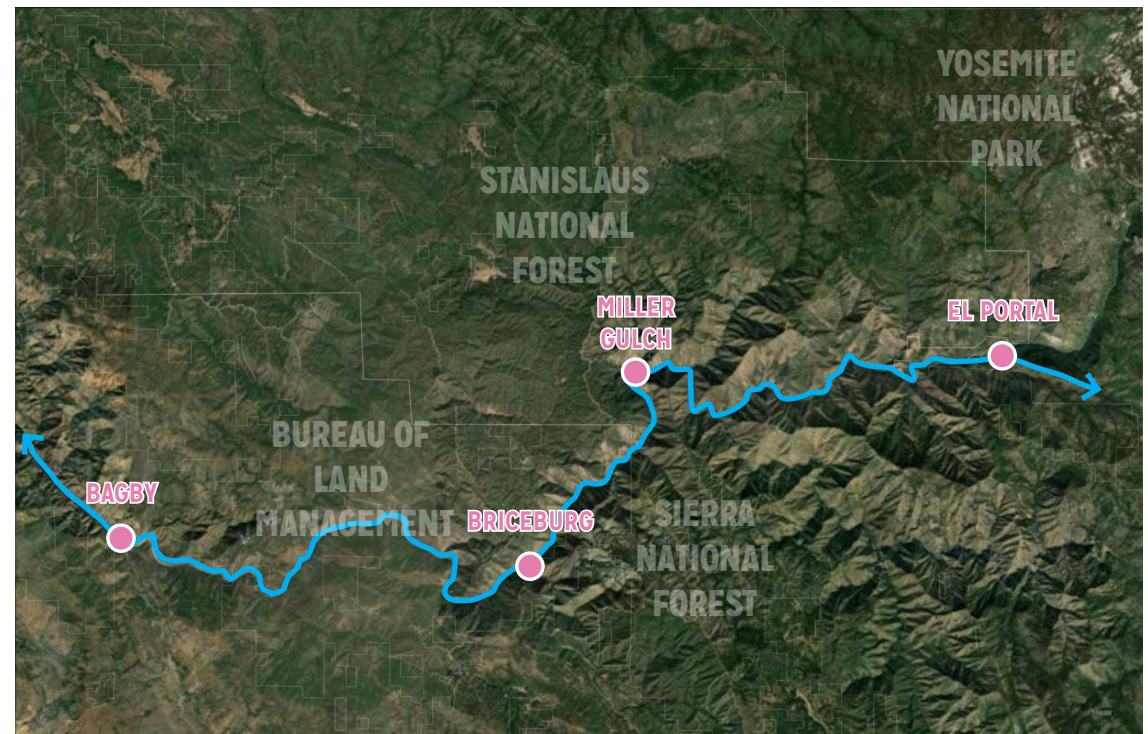 YOSEMITE
NATIONAL
PARK
STANISLAUS
NATIONAL
FOREST
MILLER
GULCH
EL PORTAL
BUREAU OF
LAND
MANAGEMENT
BAGBY
BRICEBURG
SIERRA
NATIONAL
FOREST